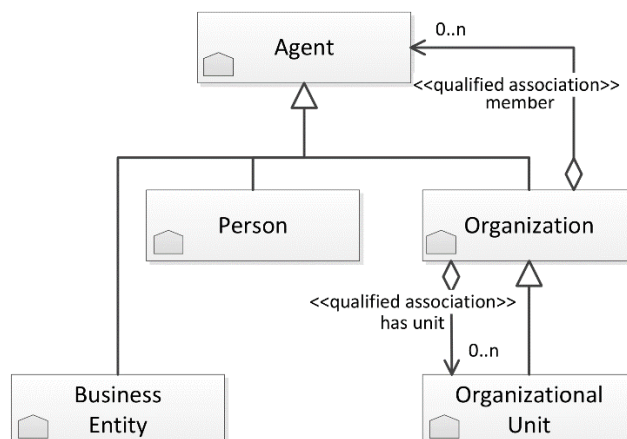 Agent
0..n
<<qualified association>>
member
Person
Organization
<<qualified association>>
has unit
0..n
Business
Entity
Organizational
Unit